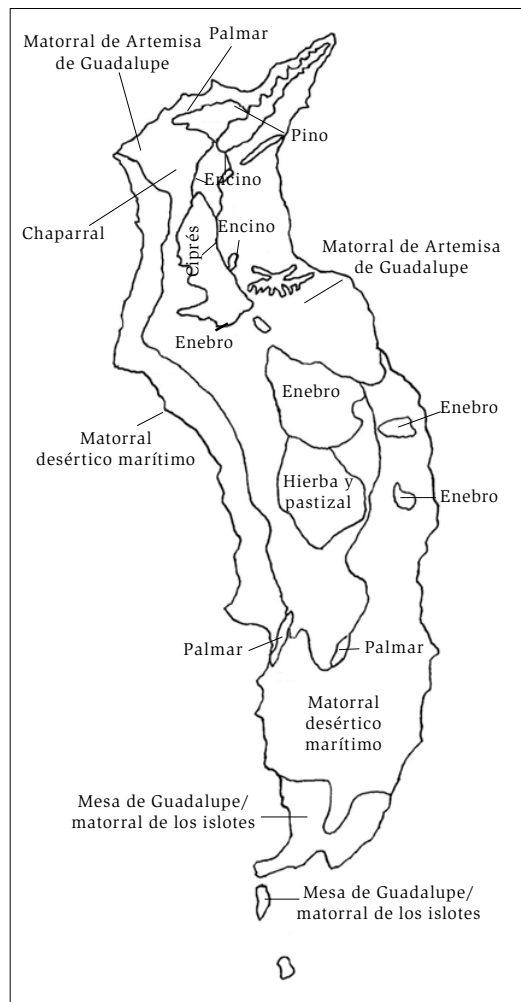 Matorral de Artemisa
de Guadalupe
Palmar
Pino
Encino
Chaparral
Encino
Ciprés
Matorral de Artemisa
de Guadalupe
Enebro
Enebro
Enebro
Matorral
desértico marítimo
Hierba y
pastizal
Enebro
Palmar
Palmar
Matorral
desértico
marítimo
Mesa de Guadalupe/
matorral de los islotes
Mesa de Guadalupe/
matorral de los islotes